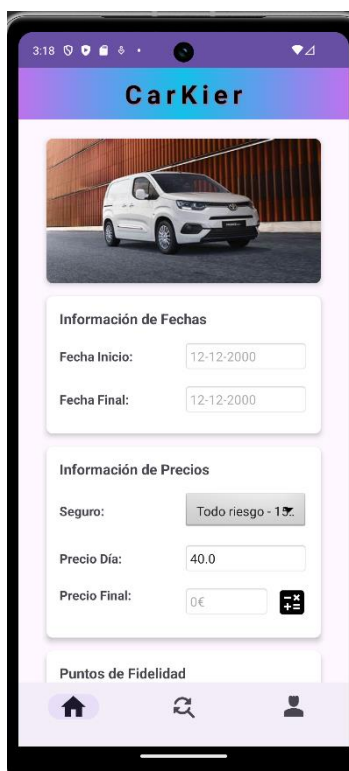 3:18
CarKier
Información de Fechas
Fecha Inicio: 12-12-2000
Fecha Final: 12-12-2000
Información de Precios
Seguro: Todo riesgo - 15..
Precio Día: 40.0
Precio Final: 0€
Puntos de Fidelidad